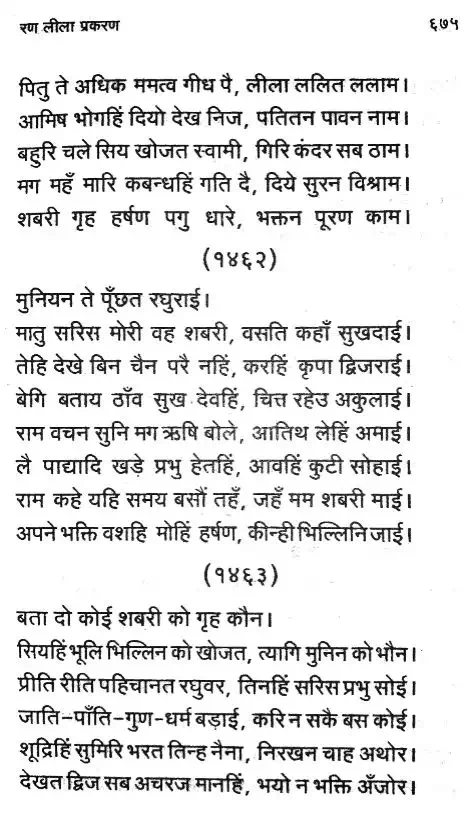 रण लीला प्रकरण
६७५
पितु ते अधिक ममत्व गीध पै, लीला ललित ललाम।
आमिष भोगहिं दियो देख निज, पतितन पावन नाम।
बहुरि चले सिय खोजत स्वामी, गिरि कंदर सब ठाम।
मग महँ मारि कबन्धहिं गति दै, दिये सुरन विश्राम।
शबरी गृह हर्षण पगु धारे, भक्तन पूरण काम।
(१४६२)
मुनियन ते पूँछत रघुराई।
मातु सरिस मोरी वह शबरी, वसति कहाँ सुखदाई।
तेहि देखे बिन चैन परै नहिं, करहिं कृपा द्विजराई।
बेगि बताय ठाँव सुख देवहिं, चित्त रहेउ अकुलाई।
राम वचन सुनि मग ऋषि बोले, आतिथ लेहिं अमाई।
लै पाद्यादि खड़े प्रभु हेतहिं, आवहिं कुटी सोहाई।
राम कहे यहि समय बसौं तहँ, जहँ मम शबरी माई।
अपने भक्ति वशहि मोहिं हर्षण, कीन्ही भिल्लिनि जाई।
(१४६३)
बता दो कोई शबरी को गृह कौन।
सियहिं भूलि भिल्लिन को खोजत, त्यागि मुनिन को भौन।
प्रीति रीति पहिचानत रघुवर, तिनहिं सरिस प्रभु सोई।
जाति-पाँति-गुण-धर्म बड़ाई, करि न सकै बस कोई।
शूद्रिहिं सुमिरि भरत तिन्ह नैना, निरखन चाह अथोर।
देखत द्विज सब अचरज मानहिं, भयो न भक्ति अँजोर।